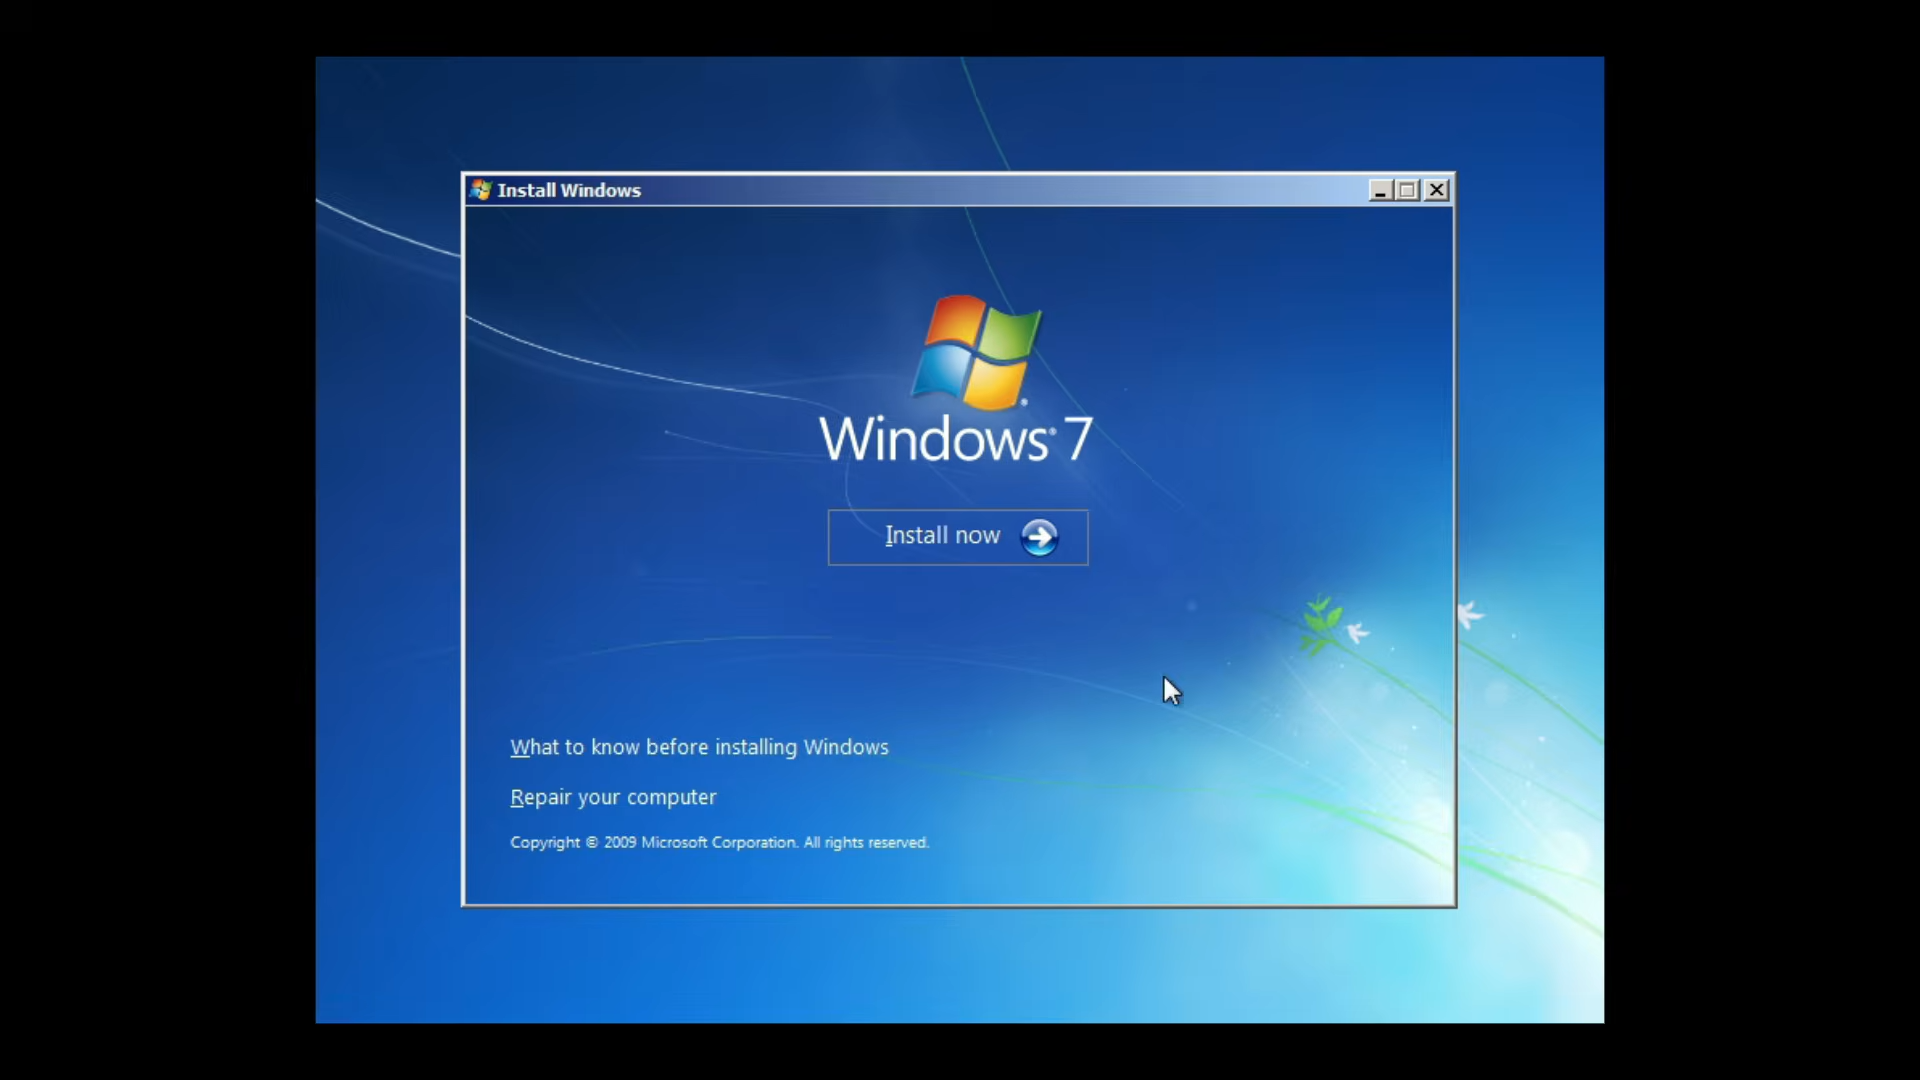 Install Windows
Windows® 7
Install now
What to know before installing Windows
Repair your computer
Copyright © 2009 Microsoft Corporation. All rights reserved.